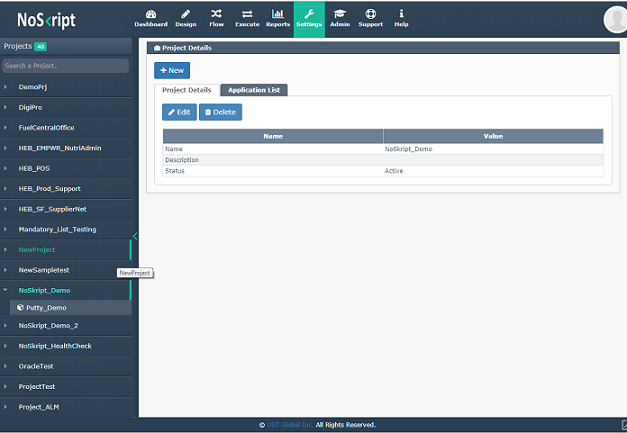 NoSkript
Dashboard Design Flow Execute Reports Settings Admin Support Help
Projects 48
Search a Project..
DemoPrj
DigiPro
FuelCentralOffice
HEB_EMPWR_NutriAdmin
HEB_POS
HEB_Prod_Support
HEB_SF_SupplierNet
Mandatory_List_Testing
NewProject
NewSampletest
NewProject
NoSkript_Demo
Putty_Demo
NoSkript_Demo_2
NoSkript_HealthCheck
OracleTest
ProjectTest
Project_ALM
Project Details
+ New
Project Details Application List
Edit Delete
Name Value
Name NoSkript_Demo
Description
Status Active
© UST Global Inc. All Rights Reserved.